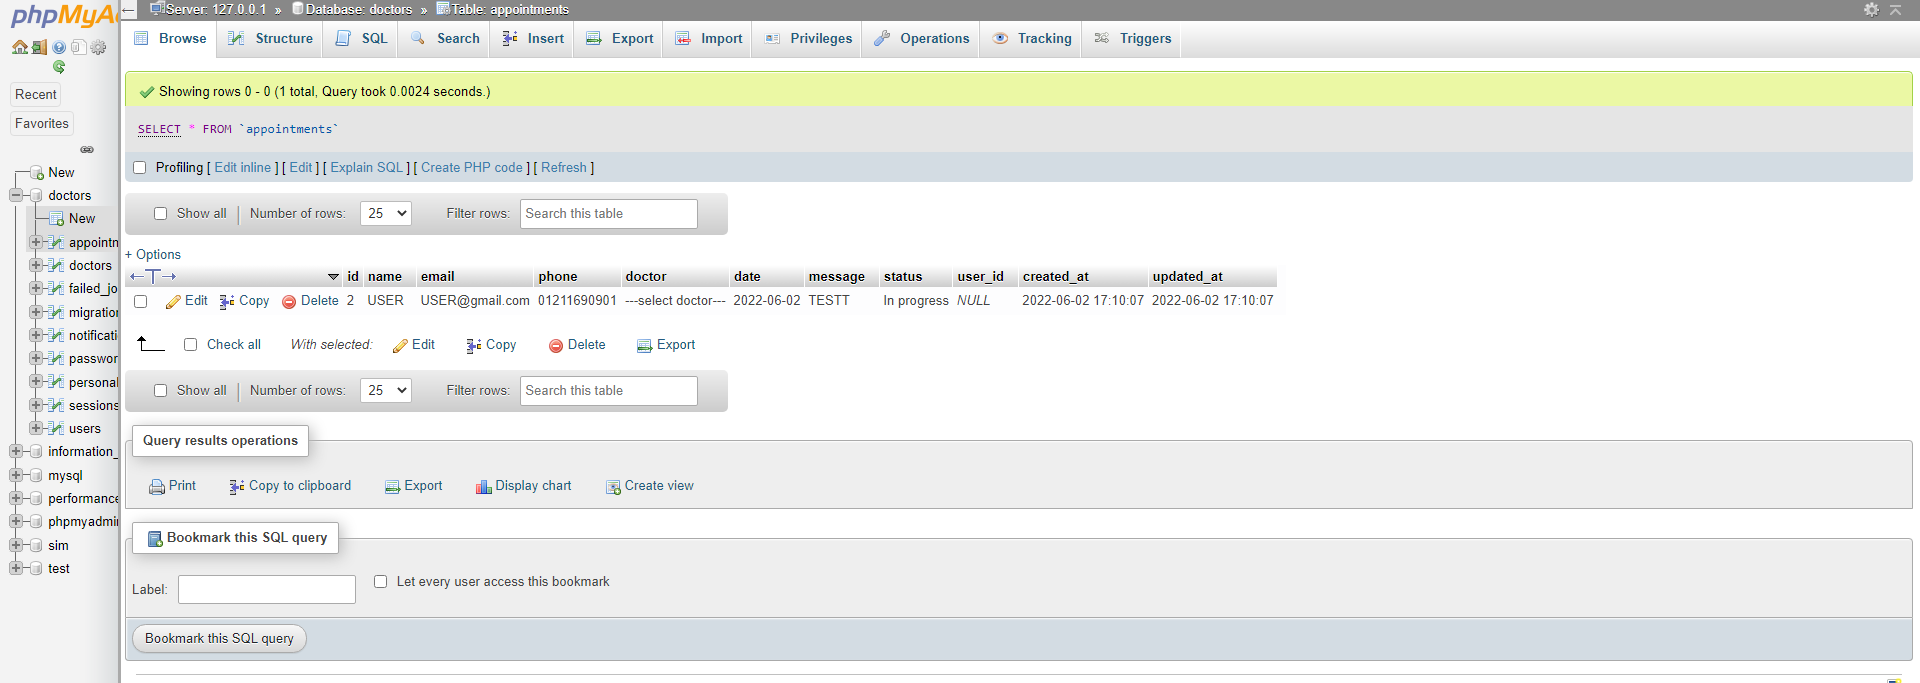 phpMyA
Server: 127.0.0.1 » Database: doctors » Table: appointments
Browse Structure SQL Search Insert Export Import Privileges Operations Tracking Triggers
Recent
Favorites
New
doctors
New
appointm
doctors
failed_jo
migration
notificati
passwor
personal
sessions
users
information_
mysql
performance
phpmyadmi
sim
test
Showing rows 0 - 0 (1 total, Query took 0.0024 seconds.)
SELECT * FROM `appointments`
Profiling [ Edit inline ] [ Edit ] [ Explain SQL ] [ Create PHP code ] [ Refresh ]
Show all Number of rows: 25 Filter rows: Search this table
+ Options
id name email phone doctor date message status user_id created_at updated_at
Edit Copy Delete 2 USER USER@gmail.com 01211690901 ---select doctor--- 2022-06-02 TESTT In progress NULL 2022-06-02 17:10:07 2022-06-02 17:10:07
Check all With selected: Edit Copy Delete Export
Show all Number of rows: 25 Filter rows: Search this table
Query results operations
Print Copy to clipboard Export Display chart Create view
Bookmark this SQL query
Label: Let every user access this bookmark
Bookmark this SQL query